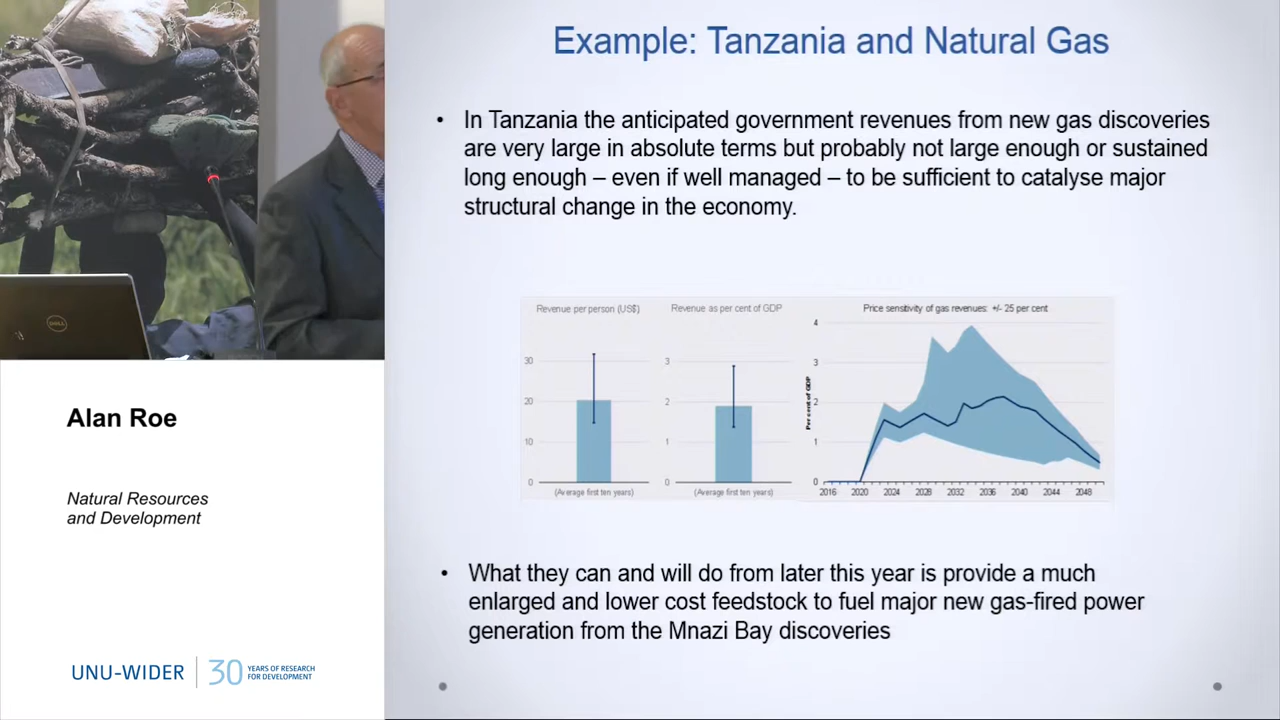 Example: Tanzania and Natural Gas
• In Tanzania the anticipated government revenues from new gas discoveries
are very large in absolute terms but probably not large enough or sustained
long enough – even if well managed – to be sufficient to catalyse major
structural change in the economy.
Revenue per person (US$)
30
20
10
0
(Average first ten years)
Revenue as per cent of GDP
3
2
1
0
(Average first ten years)
Price sensitivity of gas revenues: +/- 25 per cent
Per cent of GDP
4
3
2
1
0
2016 2020 2024 2028 2032 2036 2040 2044 2048
• What they can and will do from later this year is provide a much
enlarged and lower cost feedstock to fuel major new gas-fired power
generation from the Mnazi Bay discoveries
DELL
Alan Roe
Natural Resources
and Development
UNU-WIDER
30 YEARS OF RESEARCH
FOR DEVELOPMENT